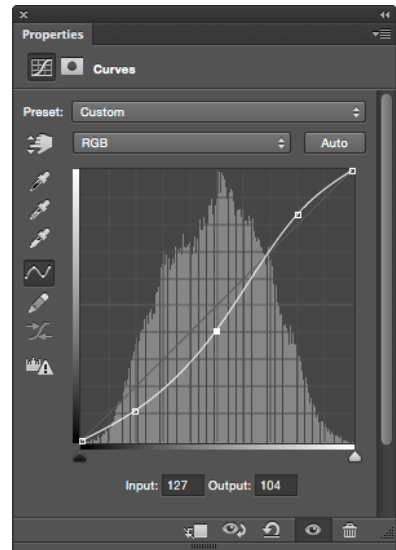 Properties
Curves
Preset: Custom
RGB Auto
Input: 127 Output: 104